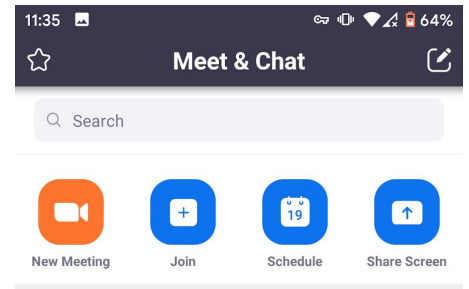 11:35 64%
Meet & Chat
Search
19
New Meeting Join Schedule Share Screen